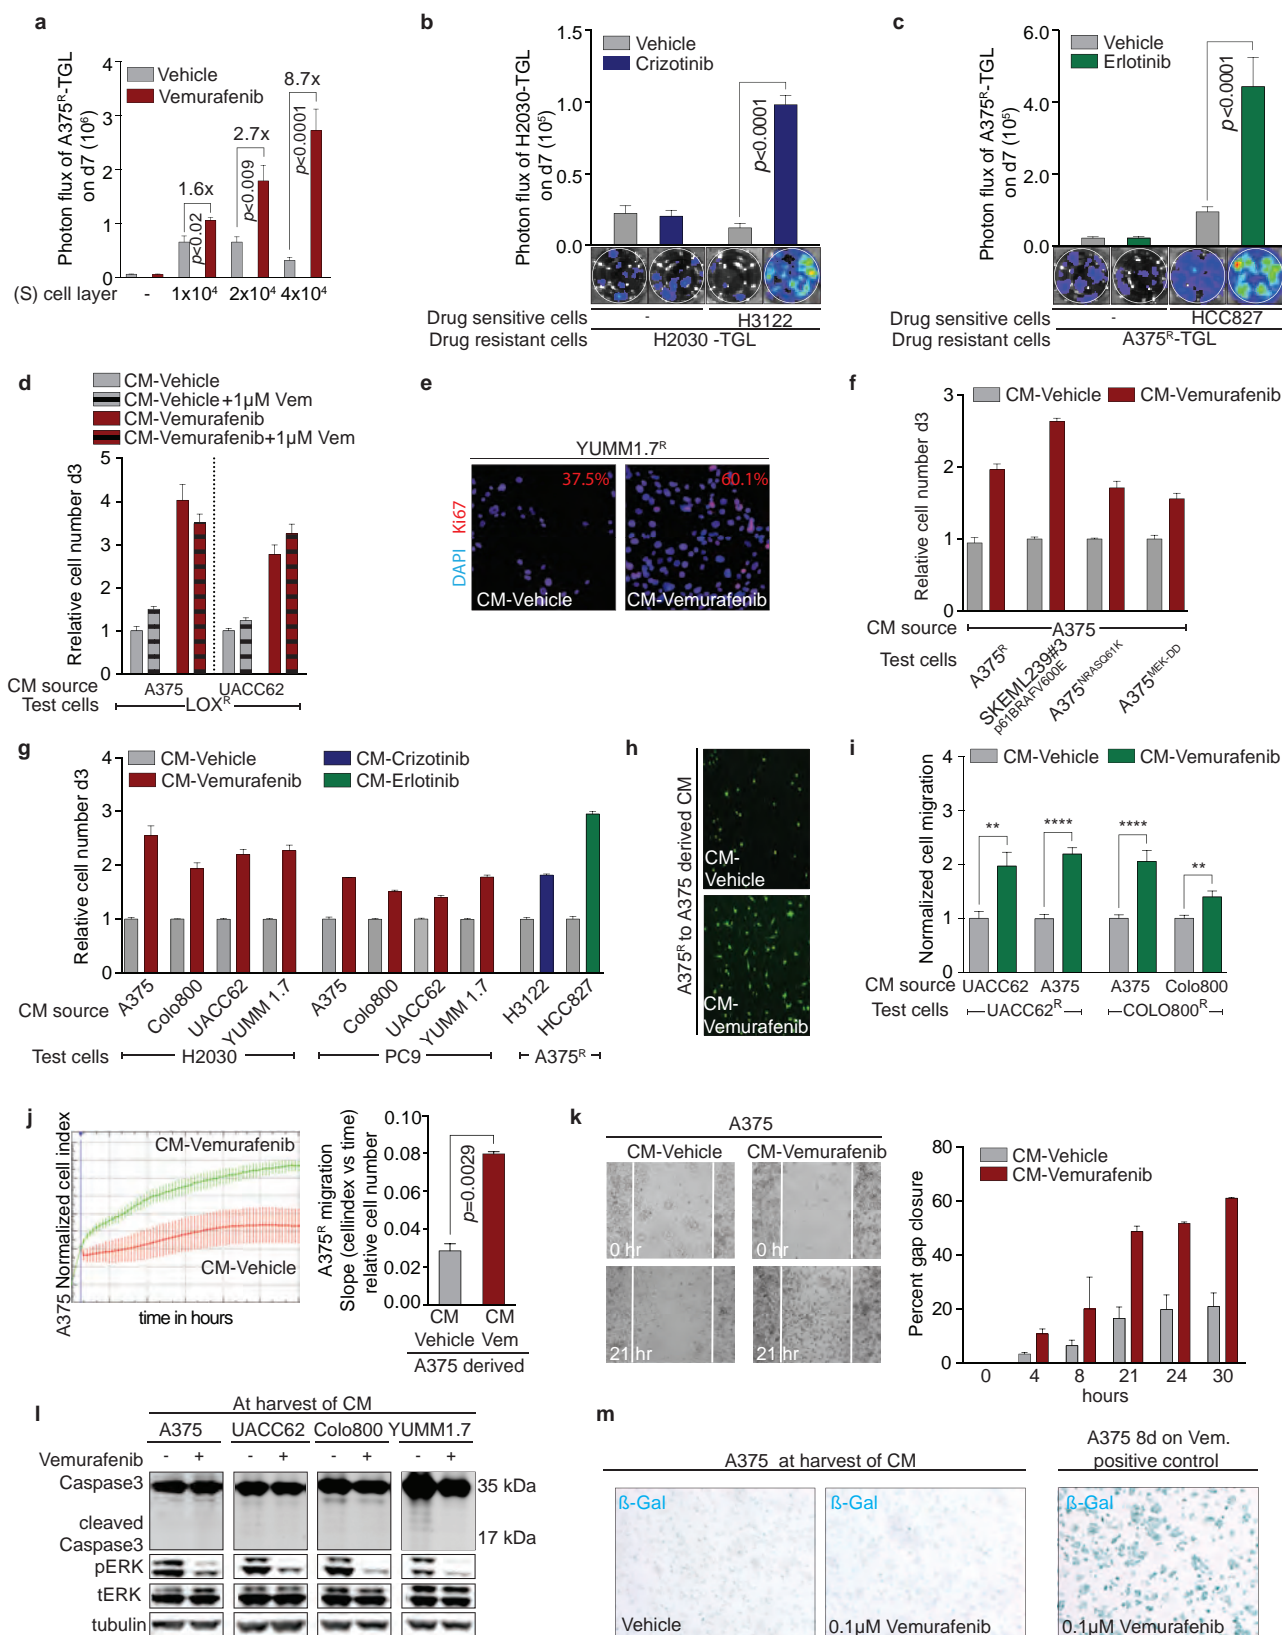 a
Photon flux of A375R-TGL
on d7 (10⁶)
4
3
2
1
0
Vehicle
Vemurafenib
1.6x
2.7x
8.7x
p<0.02
p<0.009
p<0.0001
(S) cell layer - 1x10⁴ 2x10⁴ 4x10⁴
b
Photon flux of H2030-TGL
on d7 (10⁵)
1.5
1.0
0.5
0.0
Vehicle
Crizotinib
p<0.0001
Drug sensitive cells - H3122
Drug resistant cells H2030 -TGL
c
Photon flux of A375ᴿ-TGL
on d7 (10⁵)
6.0
4.0
2.0
0.0
Vehicle
Erlotinib
p<0.0001
Drug sensitive cells - HCC827
Drug resistant cells A375ᴿ-TGL
d
CM-Vehicle
CM-Vehicle+1µM Vem
CM-Vemurafenib
CM-Vemurafenib+1µM Vem
Rrelative cell number d3
5
4
3
2
1
0
CM source A375 UACC62
Test cells LOXᴿ
e
YUMM1.7ᴿ
DAPI Ki67
37.5%
60.1%
CM-Vehicle
CM-Vemurafenib
f
CM-Vehicle CM-Vemurafenib
Relative cell number d3
3
2
1
0
CM source A375
Test cells
A375ᴿ
SKEML239#3
p61BRAFV600E
A375ᴺᴿᴬˢQ⁶¹ᴷ
A375ᴹᴱᴷ⁻ᴰᴰ
g
CM-Vehicle CM-Crizotinib
CM-Vemurafenib CM-Erlotinib
Relative cell number d3
4
3
2
1
0
CM source
A375 Colo800 UACC62 YUMM 1.7 A375 Colo800 UACC62 YUMM 1.7 H3122 HCC827
Test cells H2030 PC9 A375ᴿ
h
A375ᴿ to A375 derived CM
CM-
Vehicle
CM-
Vemurafenib
i
CM-Vehicle CM-Vemurafenib
Normalized cell migration
4
3
2
1
0
** **** **** **
CM source UACC62 A375 A375 Colo800
Test cells UACC62ᴿ COLO800ᴿ
j
A375 Normalized cell index
CM-Vemurafenib
CM-Vehicle
time in hours
A375ᴿ migration
Slope (cellindex vs time)
relative cell number
0.10
0.08
0.06
0.04
0.02
0.00
p=0.0029
CM CM
Vehicle Vem
A375 derived
k
A375
CM-Vehicle CM-Vemurafenib
0 hr 0 hr
21 hr 21 hr
Percent gap closure
80
60
40
20
0
CM-Vehicle
CM-Vemurafenib
0 4 8 21 24 30
hours
l
At harvest of CM
A375 UACC62 Colo800 YUMM1.7
Vemurafenib - + - + - + - +
Caspase3 35 kDa
cleaved
Caspase3 17 kDa
pERK
tERK
tubulin
m
A375 at harvest of CM
A375 8d on Vem.
positive control
ß-Gal ß-Gal ß-Gal
Vehicle 0.1µM Vemurafenib 0.1µM Vemurafenib